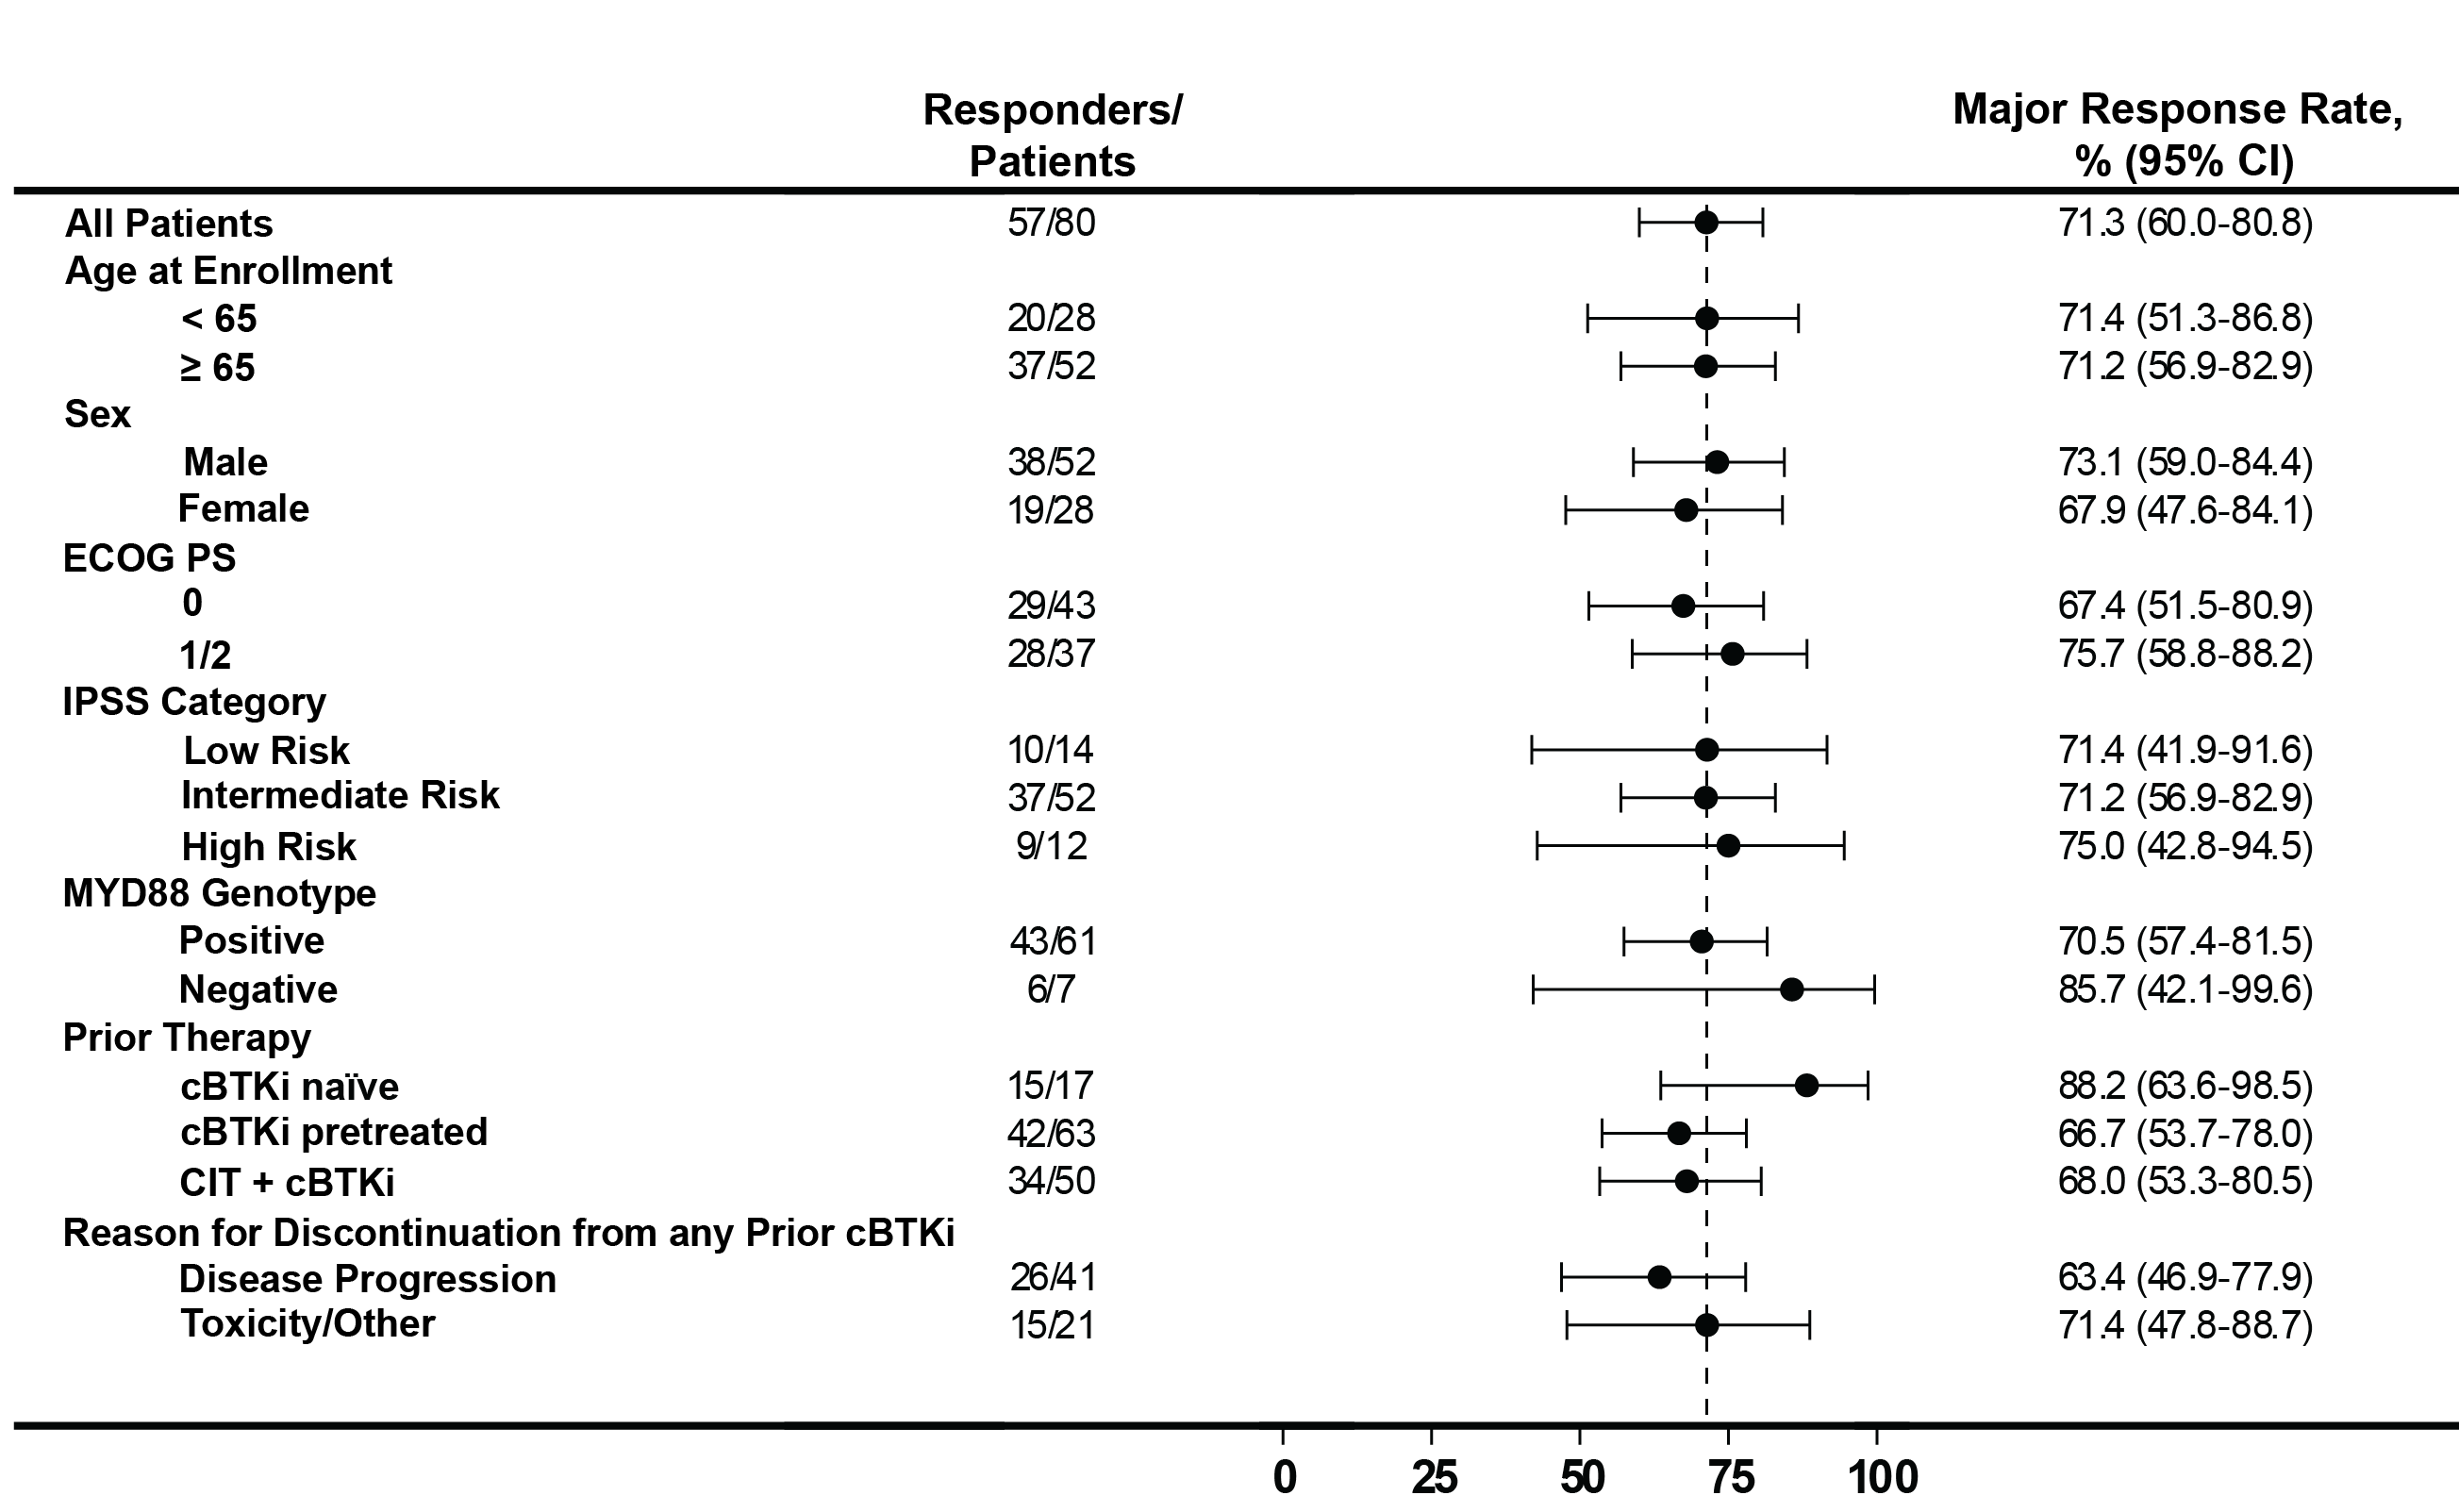 Responders/
Patients
Major Response Rate,
% (95% CI)
All Patients 57/80 71.3 (60.0-80.8)
Age at Enrollment
< 65 20/28 71.4 (51.3-86.8)
≥ 65 37/52 71.2 (56.9-82.9)
Sex
Male 38/52 73.1 (59.0-84.4)
Female 19/28 67.9 (47.6-84.1)
ECOG PS
0 29/43 67.4 (51.5-80.9)
1/2 28/37 75.7 (58.8-88.2)
IPSS Category
Low Risk 10/14 71.4 (41.9-91.6)
Intermediate Risk 37/52 71.2 (56.9-82.9)
High Risk 9/12 75.0 (42.8-94.5)
MYD88 Genotype
Positive 43/61 70.5 (57.4-81.5)
Negative 6/7 85.7 (42.1-99.6)
Prior Therapy
cBTKi naïve 15/17 88.2 (63.6-98.5)
cBTKi pretreated 42/63 66.7 (53.7-78.0)
CIT + cBTKi 34/50 68.0 (53.3-80.5)
Reason for Discontinuation from any Prior cBTKi
Disease Progression 26/41 63.4 (46.9-77.9)
Toxicity/Other 15/21 71.4 (47.8-88.7)
0 25 50 75 100